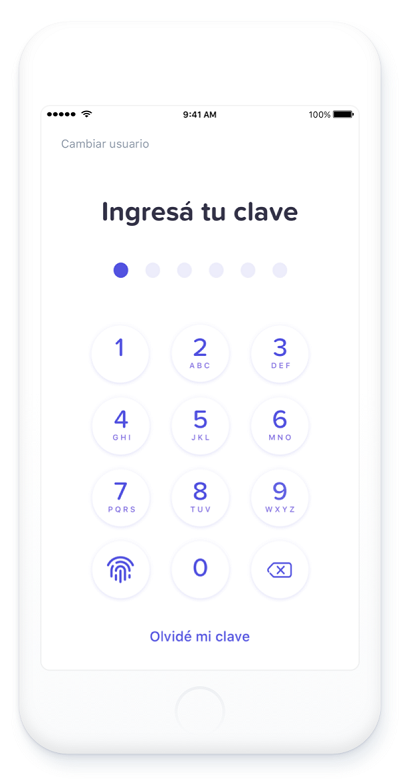 9:41 AM 100%
Cambiar usuario
Ingresá tu clave
1 2 3
ABC DEF
4 5 6
GHI JKL MNO
7 8 9
PQRS TUV WXYZ
0
Olvidé mi clave